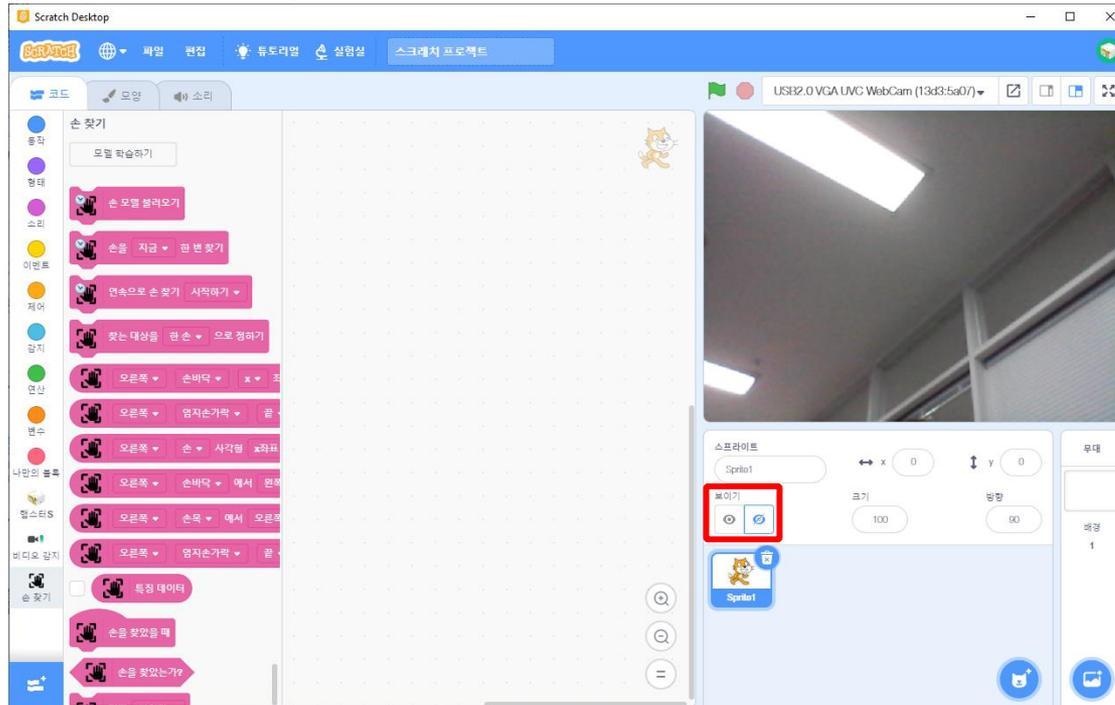 Scratch Desktop
SCRATCH
파일 편집 튜토리얼 실험실 스크래치 프로젝트
코드 모양 소리
USB2.0 VGA UVC WebCam (13d3:5a07)
동작
형태
소리
이벤트
제어
감지
연산
변수
나만의 블록
햄스터S
비디오 감지
손 찾기
손 찾기
모델 학습하기
손 모델 불러오기
손을 지금 한 번 찾기
연속으로 손 찾기 시작하기
찾는 대상을 한 손 으로 정하기
오른쪽 손바닥 x 좌
오른쪽 엄지손가락 끝
오른쪽 손 사각형 x좌표
오른쪽 손바닥 에서 왼쪽
오른쪽 손목 에서 오른쪽
오른쪽 엄지손가락 끝
특징 데이터
손을 찾았을 때
손을 찾았는가?
스프라이트
Sprite1
x 0
y 0
보이기
크기
100
방향
90
Sprite1
무대
배경
1